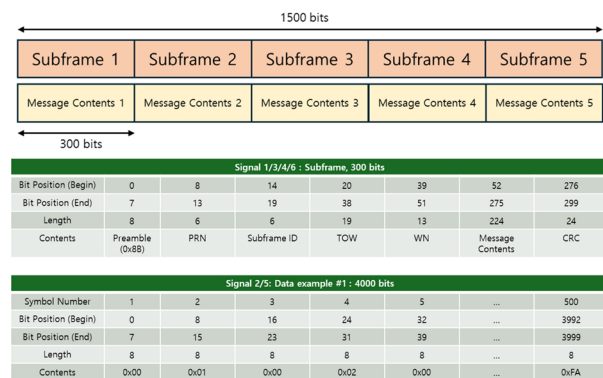 1500 bits
Subframe 1 Subframe 2 Subframe 3 Subframe 4 Subframe 5
Message Contents 1 Message Contents 2 Message Contents 3 Message Contents 4 Message Contents 5
300 bits
Signal 1/3/4/6 : Subframe, 300 bits
Bit Position (Begin) 0 8 14 20 39 52 276
Bit Position (End) 7 13 19 38 51 275 299
Length 8 6 6 19 13 224 24
Contents Preamble (0x8B) PRN Subframe ID TOW WN Message Contents CRC
Signal 2/5: Data example #1 : 4000 bits
Symbol Number 1 2 3 4 5 ... 500
Bit Position (Begin) 0 8 16 24 32 ... 3992
Bit Position (End) 7 15 23 31 39 ... 3999
Length 8 8 8 8 8 ... 8
Contents 0x00 0x01 0x00 0x02 0x00 ... 0xFA